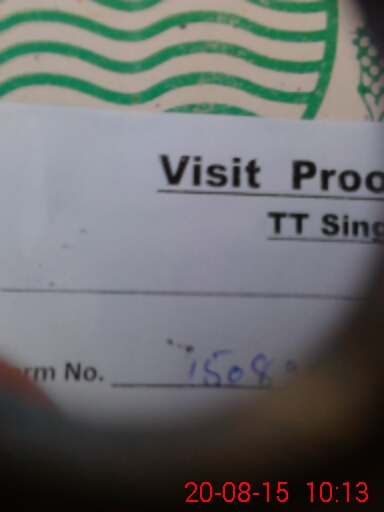 Visit Proo
TT Sing
rm No. 1508
20-08-15 10:13